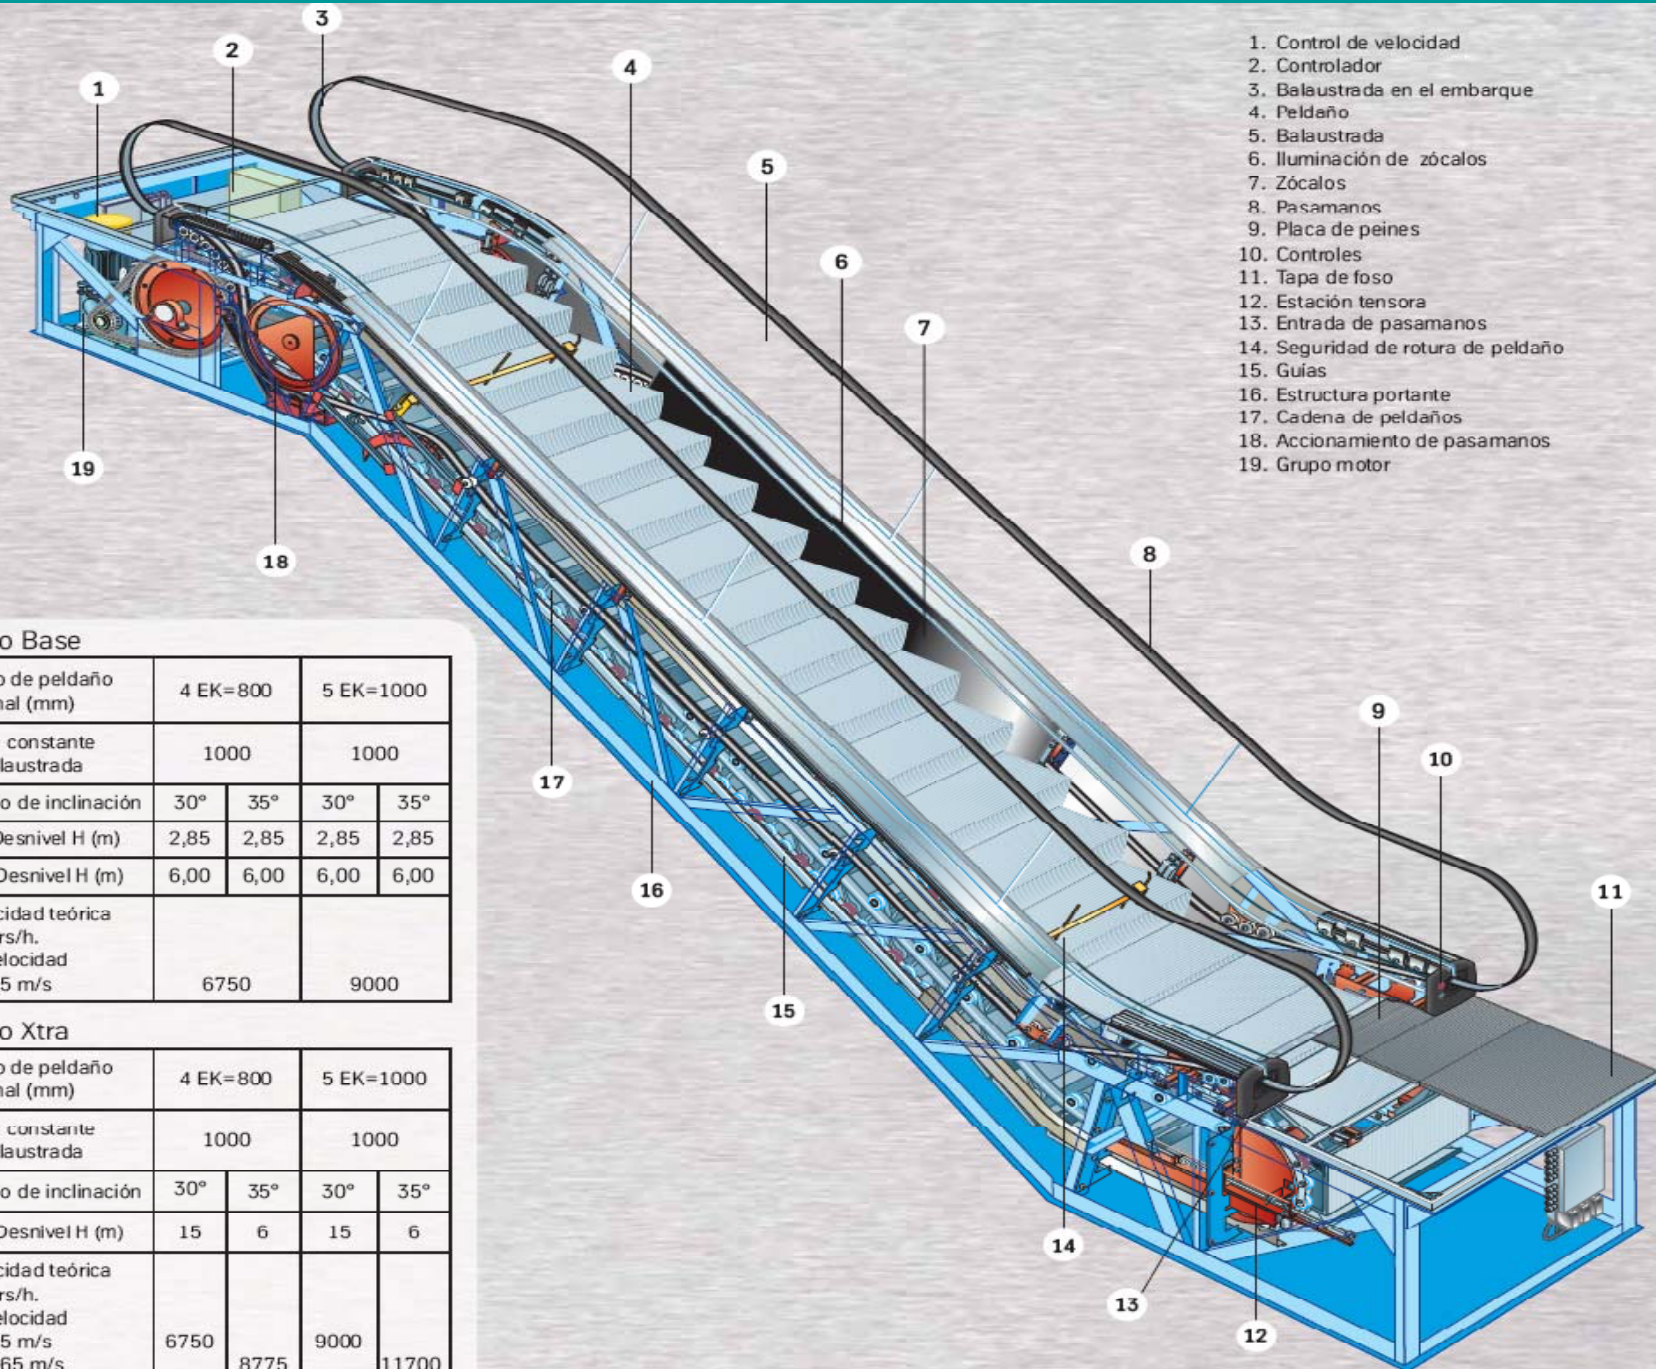 1. Control de velocidad
2. Controlador
3. Balaustrada en el embarque
4. Peldaño
5. Balaustrada
6. Iluminación de zócalos
7. Zócalos
8. Pasamanos
9. Placa de peines
10. Controles
11. Tapa de foso
12. Estación tensora
13. Entrada de pasamanos
14. Seguridad de rotura de peldaño
15. Guías
16. Estructura portante
17. Cadena de peldaños
18. Accionamiento de pasamanos
19. Grupo motor
3
2
4
1
5
6
7
19
18
8
9
17
10
16
11
15
14
13
12
o Base
o de peldaño
nal (mm)
4 EK=800 5 EK=1000
constante
laustrada
1000 1000
o de inclinación 30° 35° 30° 35°
Desnivel H (m) 2,85 2,85 2,85 2,85
Desnivel H (m) 6,00 6,00 6,00 6,00
cidad teórica
rs/h.
elocidad
5 m/s 6750 9000
o Xtra
o de peldaño
nal (mm)
4 EK=800 5 EK=1000
constante
laustrada
1000 1000
o de inclinación 30° 35° 30° 35°
Desnivel H (m) 15 6 15 6
cidad teórica
rs/h.
elocidad
5 m/s 6750 9000
65 m/s 8775 11700